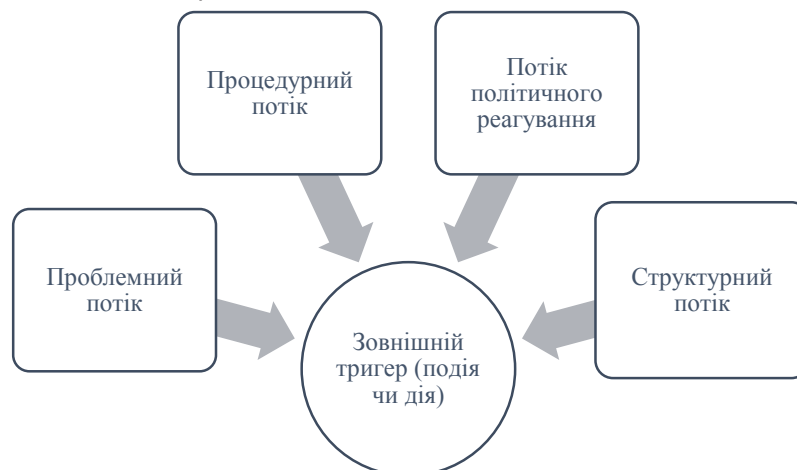 Процедурний
потік
Потік
політичного
реагування
Проблемний
потік
Структурний
потік
Зовнішній
тригер (подія
чи дія)